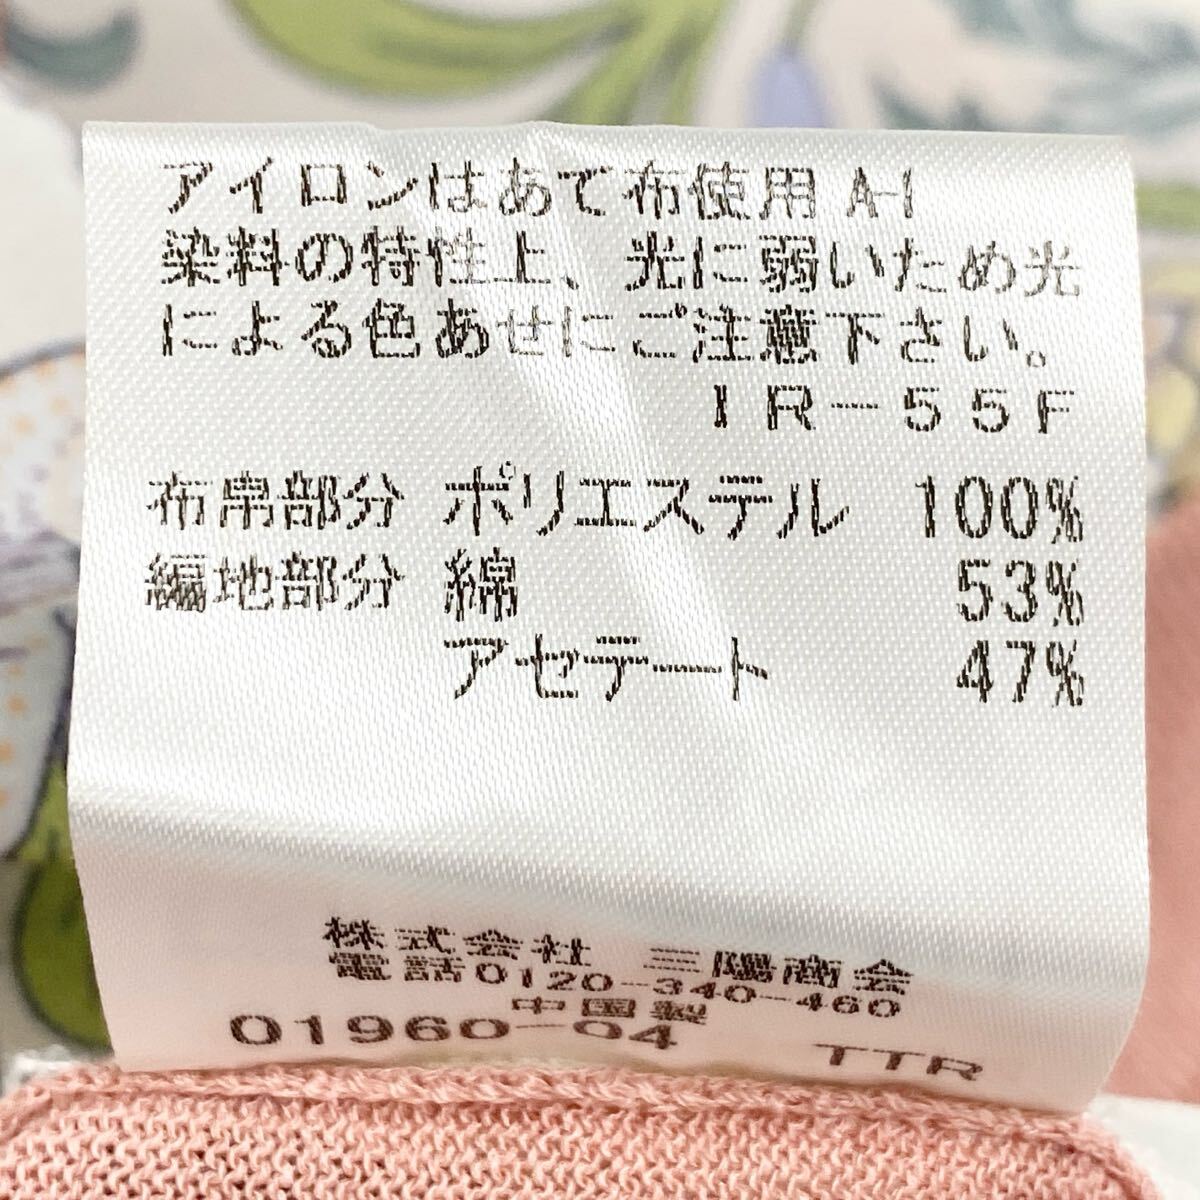 アイロンはあて布使用 A-I
染料の特性上、光に弱いため光
による色あせにご注意下さい。
IR-55F
布帛部分 ポリエステル 100%
編地部分 綿 53%
アセテート 47%
株式会社 三陽商会
電話0120-340-460
中国製
01960-04 TTR